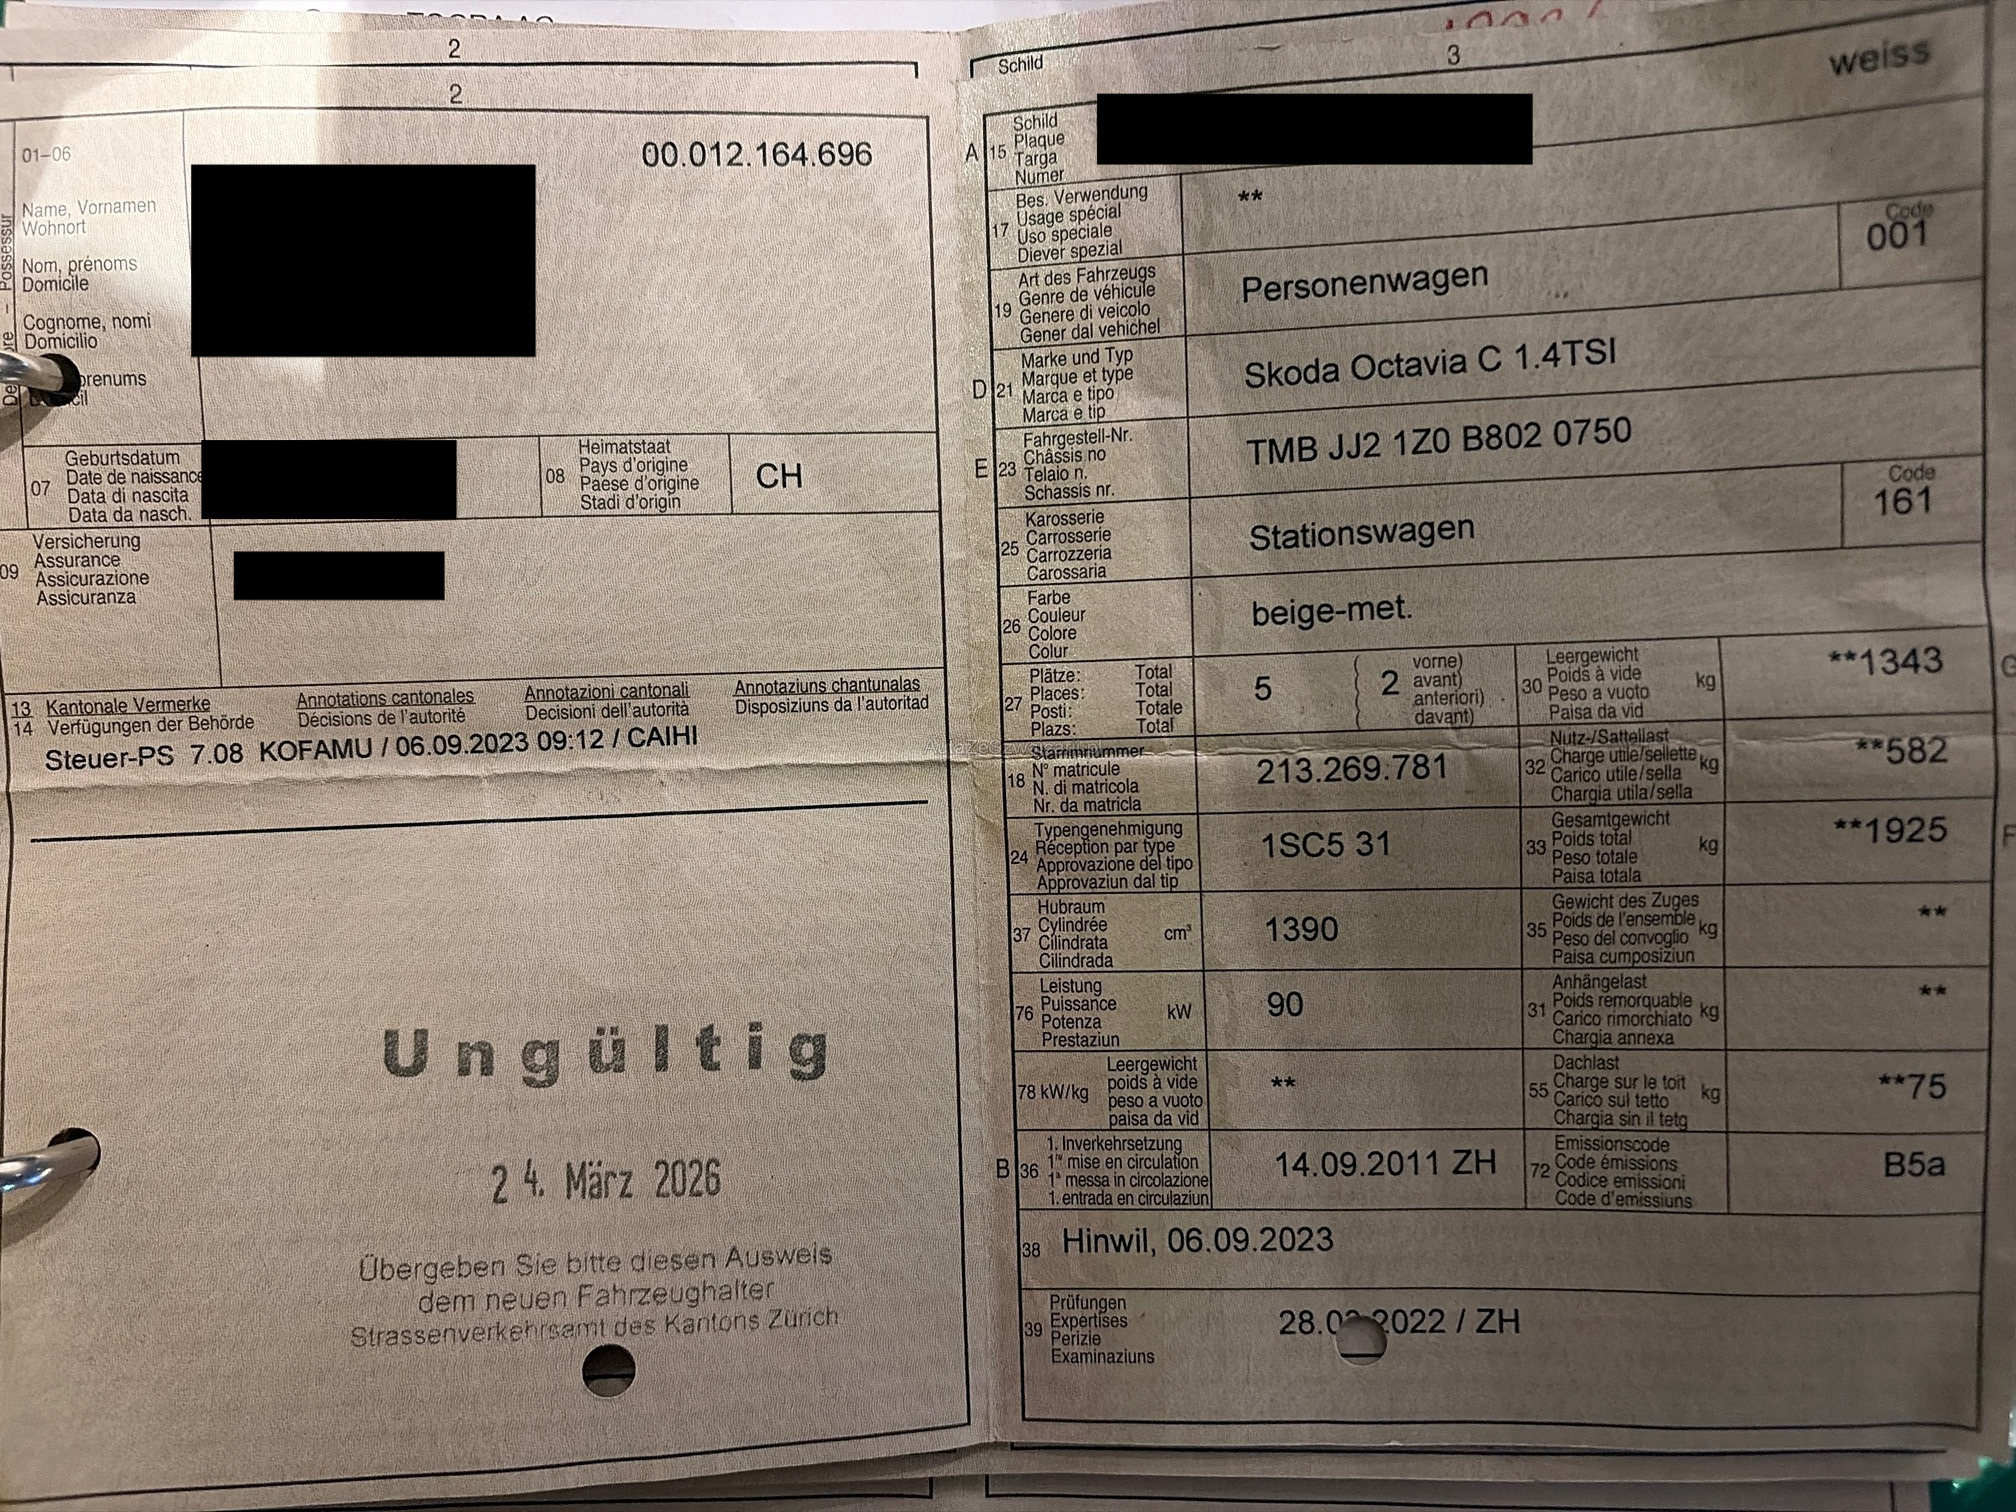 2
2
01–06
00.012.164.696
Name, Vornamen
Wohnort
Nom, prénoms
Domicile
Cognome, nomi
Domicilio
Possessur
07
Geburtsdatum
Date de naissance
Data di nascita
Data da nasch.
08
Heimatstaat
Pays d'origine
Paese d'origine
Stadi d'origin
CH
09
Versicherung
Assurance
Assicurazione
Assicuranza
13 Kantonale Vermerke
Annotations cantonales
Annotazioni cantonali
Annotaziuns chantunalas
14 Verfügungen der Behörde
Décisions de l'autorité
Decisioni dell'autorità
Disposiziuns da l'autoritad
Steuer-PS 7.08 KOFAMU / 06.09.2023 09:12 / CAIHI
Ungültig
24. März 2026
Übergeben Sie bitte diesen Ausweis
dem neuen Fahrzeughalter
Strassenverkehrsamt des Kantons Zürich
Schild
3
weiss
A 15
Schild
Plaque
Targa
Numer
17
Bes. Verwendung
Usage spécial
Uso speciale
Diever spezial
**
19
Art des Fahrzeugs
Genre de véhicule
Genere di veicolo
Gener dal vehichel
Personenwagen
Code
001
D 21
Marke und Typ
Marque et type
Marca e tipo
Marca e tip
Skoda Octavia C 1.4TSI
E 23
Fahrgestell-Nr.
Châssis no
Telaio n.
Schassis nr.
TMB JJ2 1Z0 B802 0750
25
Karosserie
Carrosserie
Carrozzeria
Carossaria
Stationswagen
Code
161
26
Farbe
Couleur
Colore
Colur
beige-met.
27
Plätze: Total
Places: Total
Posti: Totale
Plazs: Total
5
2
vorne)
avant)
anteriori)
davant)
30
Leergewicht
Poids à vide
Peso a vuoto
Paisa da vid
kg
**1343
G
18
Stammnummer
N° matricule
N. di matricola
Nr. da matricla
213.269.781
32
Nutz-/Sattellast
Charge utile/sellette
Carico utile/sella
Chargia utila/sella
kg
**582
24
Typengenehmigung
Réception par type
Approvazione del tipo
Approvaziun dal tip
1SC5 31
33
Gesamtgewicht
Poids total
Peso totale
Paisa totala
kg
**1925
F
37
Hubraum
Cylindrée
Cilindrata
Cilindrada
cm³
1390
35
Gewicht des Zuges
Poids de l'ensemble
Peso del convoglio
Paisa cumposiziun
kg
**
76
Leistung
Puissance
Potenza
Prestaziun
kW
90
31
Anhängelast
Poids remorquable
Carico rimorchiato
Chargia annexa
kg
**
78 kW/kg
Leergewicht
poids à vide
peso a vuoto
paisa da vid
**
55
Dachlast
Charge sur le toit
Carico sul tetto
Chargia sin il tetg
kg
**75
B 36
1. Inverkehrsetzung
1re mise en circulation
1a messa in circolazione
1. entrada en circulaziun
14.09.2011 ZH
72
Emissionscode
Code émissions
Codice emissioni
Code d'emissiuns
B5a
38 Hinwil, 06.09.2023
39
Prüfungen
Expertises
Perizie
Examinaziuns
2022 / ZH